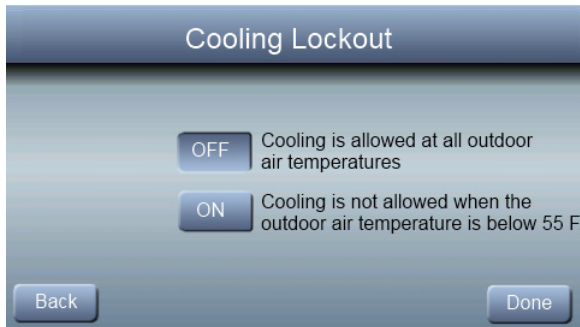 Cooling Lockout
OFF
Cooling is allowed at all outdoor
air temperatures
ON
Cooling is not allowed when the
outdoor air temperature is below 55 F
Back
Done